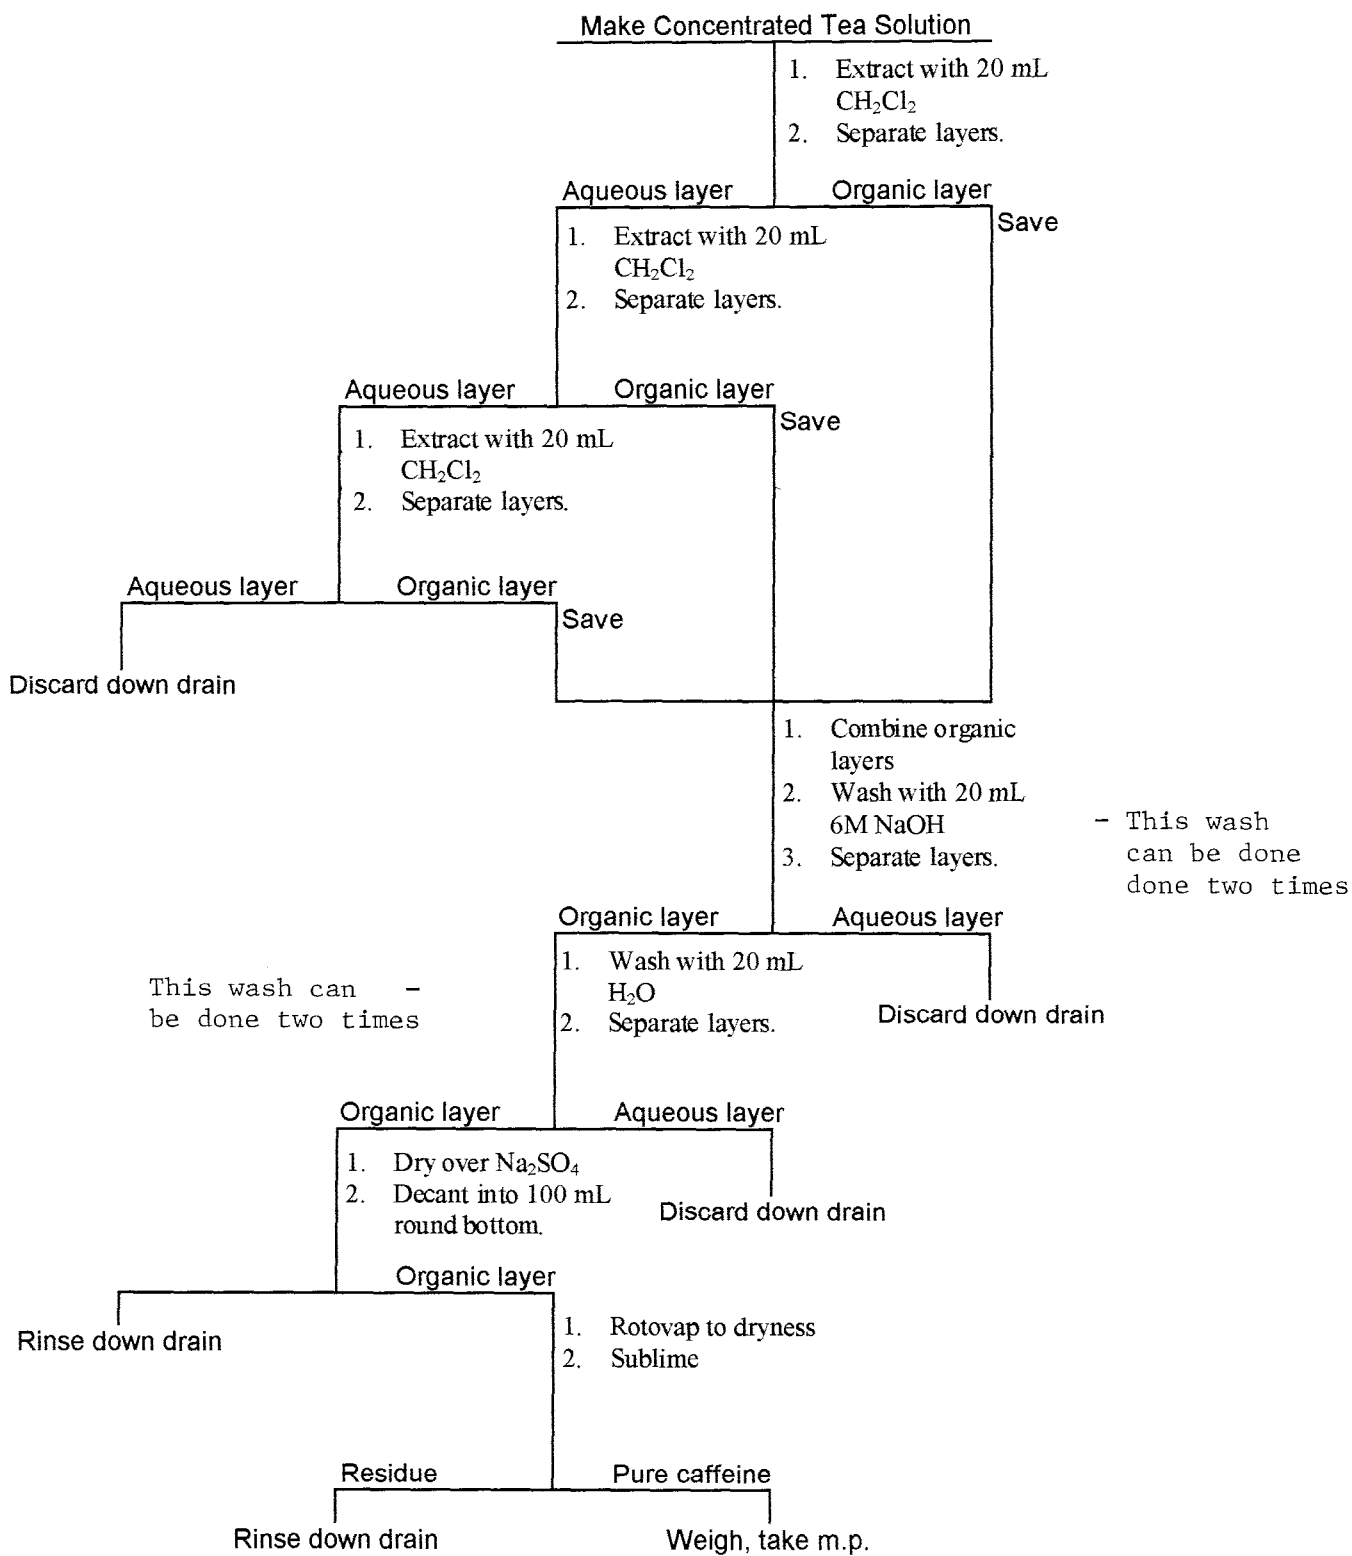 Make Concentrated Tea Solution
1. Extract with 20 mL
CH₂Cl₂
2. Separate layers.
Aqueous layer
Organic layer
Save
1. Extract with 20 mL
CH₂Cl₂
2. Separate layers.
Aqueous layer
Organic layer
Save
1. Extract with 20 mL
CH₂Cl₂
2. Separate layers.
Aqueous layer
Organic layer
Save
Discard down drain
1. Combine organic
layers
2. Wash with 20 mL
6M NaOH
3. Separate layers.
- This wash
can be done
done two times
Organic layer
Aqueous layer
1. Wash with 20 mL
H₂O
2. Separate layers.
This wash can -
be done two times
Discard down drain
Organic layer
Aqueous layer
1. Dry over Na₂SO₄
2. Decant into 100 mL
round bottom.
Discard down drain
Organic layer
Rinse down drain
1. Rotovap to dryness
2. Sublime
Residue
Pure caffeine
Rinse down drain
Weigh, take m.p.